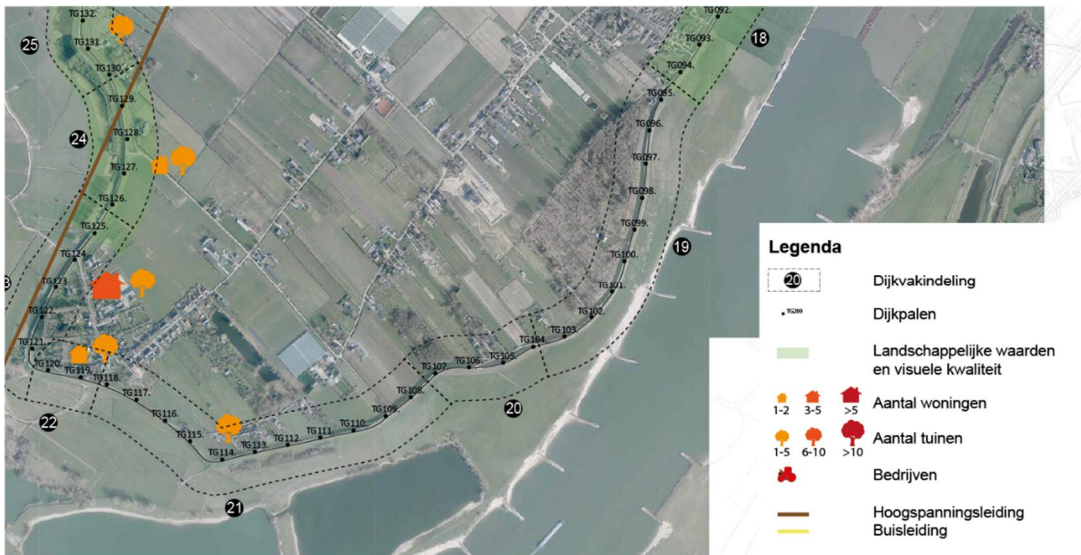 TG132.
TG131.
TG130.
TG129.
TG128.
TG127.
TG126.
TG125.
TG124.
TG123
TG122.
TG121.
TG120.
TG119.
TG118.
TG117.
TG116.
TG115.
TG114.
TG113.
TG112.
TG111.
TG110.
TG109.
TG108.
TG107.
TG106.
TG105.
TG104.
TG103.
TG102.
TG101.
TG100.
TG099.
TG098.
TG097.
TG096.
TG095.
TG094.
TG093.
TG092.
25
24
3
22
21
20
19
18
Legenda
20 Dijkvakindeling
TG200 Dijkpalen
Landschappelijke waarden
en visuele kwaliteit
Aantal woningen
1-2 3-5 >5
Aantal tuinen
1-5 6-10 >10
Bedrijven
Hoogspanningsleiding
Buisleiding